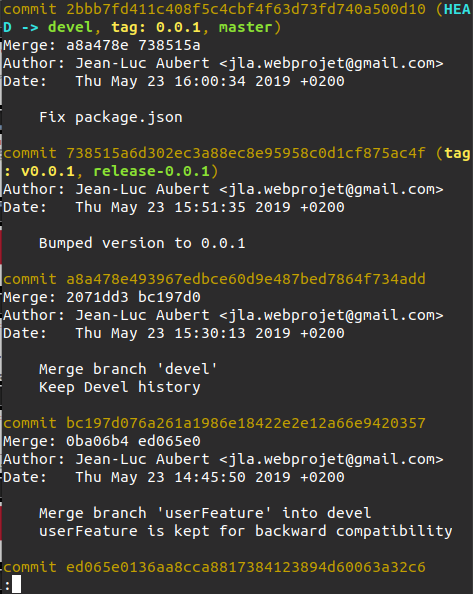 commit 2bbb7fd411c408f5c4cbf4f63d73fd740a500d10 (HEA
D -> devel, tag: 0.0.1, master)
Merge: a8a478e 738515a
Author: Jean-Luc Aubert <jla.webprojet@gmail.com>
Date:   Thu May 23 16:00:34 2019 +0200
    Fix package.json
commit 738515a6d302ec3a88ec8e95958c0d1cf875ac4f (tag
: v0.0.1, release-0.0.1)
Author: Jean-Luc Aubert <jla.webprojet@gmail.com>
Date:   Thu May 23 15:51:35 2019 +0200
    Bumped version to 0.0.1
commit a8a478e493967edbce60d9e487bed7864f734add
Merge: 2071dd3 bc197d0
Author: Jean-Luc Aubert <jla.webprojet@gmail.com>
Date:   Thu May 23 15:30:13 2019 +0200
    Merge branch 'devel'
    Keep Devel history
commit bc197d076a261a1986e18422e2e12a66e9420357
Merge: 0ba06b4 ed065e0
Author: Jean-Luc Aubert <jla.webprojet@gmail.com>
Date:   Thu May 23 14:45:50 2019 +0200
    Merge branch 'userFeature' into devel
    userFeature is kept for backward compatibility
commit ed065e0136aa8cca8817384123894d60063a32c6
: